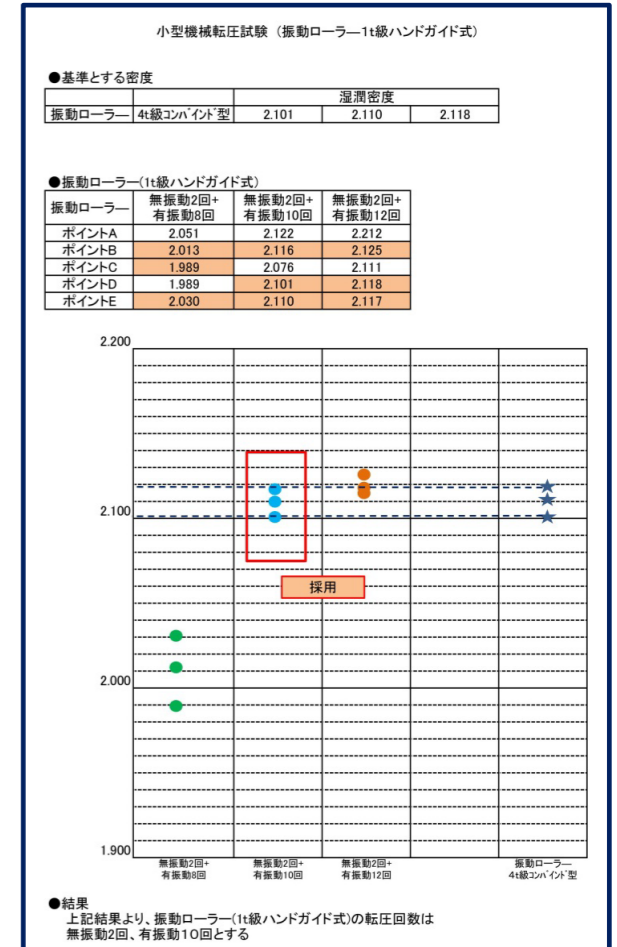 小型機械転圧試験（振動ローラ―1t級ハンドガイド式）
●基準とする密度
湿潤密度
振動ローラ― 4t級コンバインド型 2.101 2.110 2.118
●振動ローラー(1t級ハンドガイド式)
振動ローラ― 無振動2回+ 無振動2回+ 無振動2回+
有振動8回 有振動10回 有振動12回
ポイントA 2.051 2.122 2.212
ポイントB 2.013 2.116 2.125
ポイントC 1.989 2.076 2.111
ポイントD 1.989 2.101 2.118
ポイントE 2.030 2.110 2.117
2.200
2.100
採用
2.000
1.900
無振動2回+ 無振動2回+ 無振動2回+ 振動ローラ―
有振動8回 有振動10回 有振動12回 4t級コンバインド型
●結果
上記結果より、振動ローラー(1t級ハンドガイド式)の転圧回数は
無振動2回、有振動１０回とする